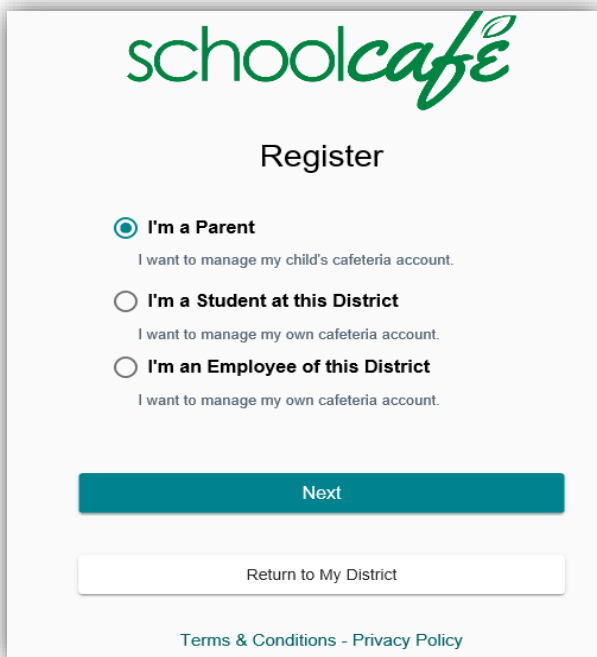 schoolcafé
Register
I'm a Parent
I want to manage my child's cafeteria account.
I'm a Student at this District
I want to manage my own cafeteria account.
I'm an Employee of this District
I want to manage my own cafeteria account.
Next
Return to My District
Terms & Conditions - Privacy Policy